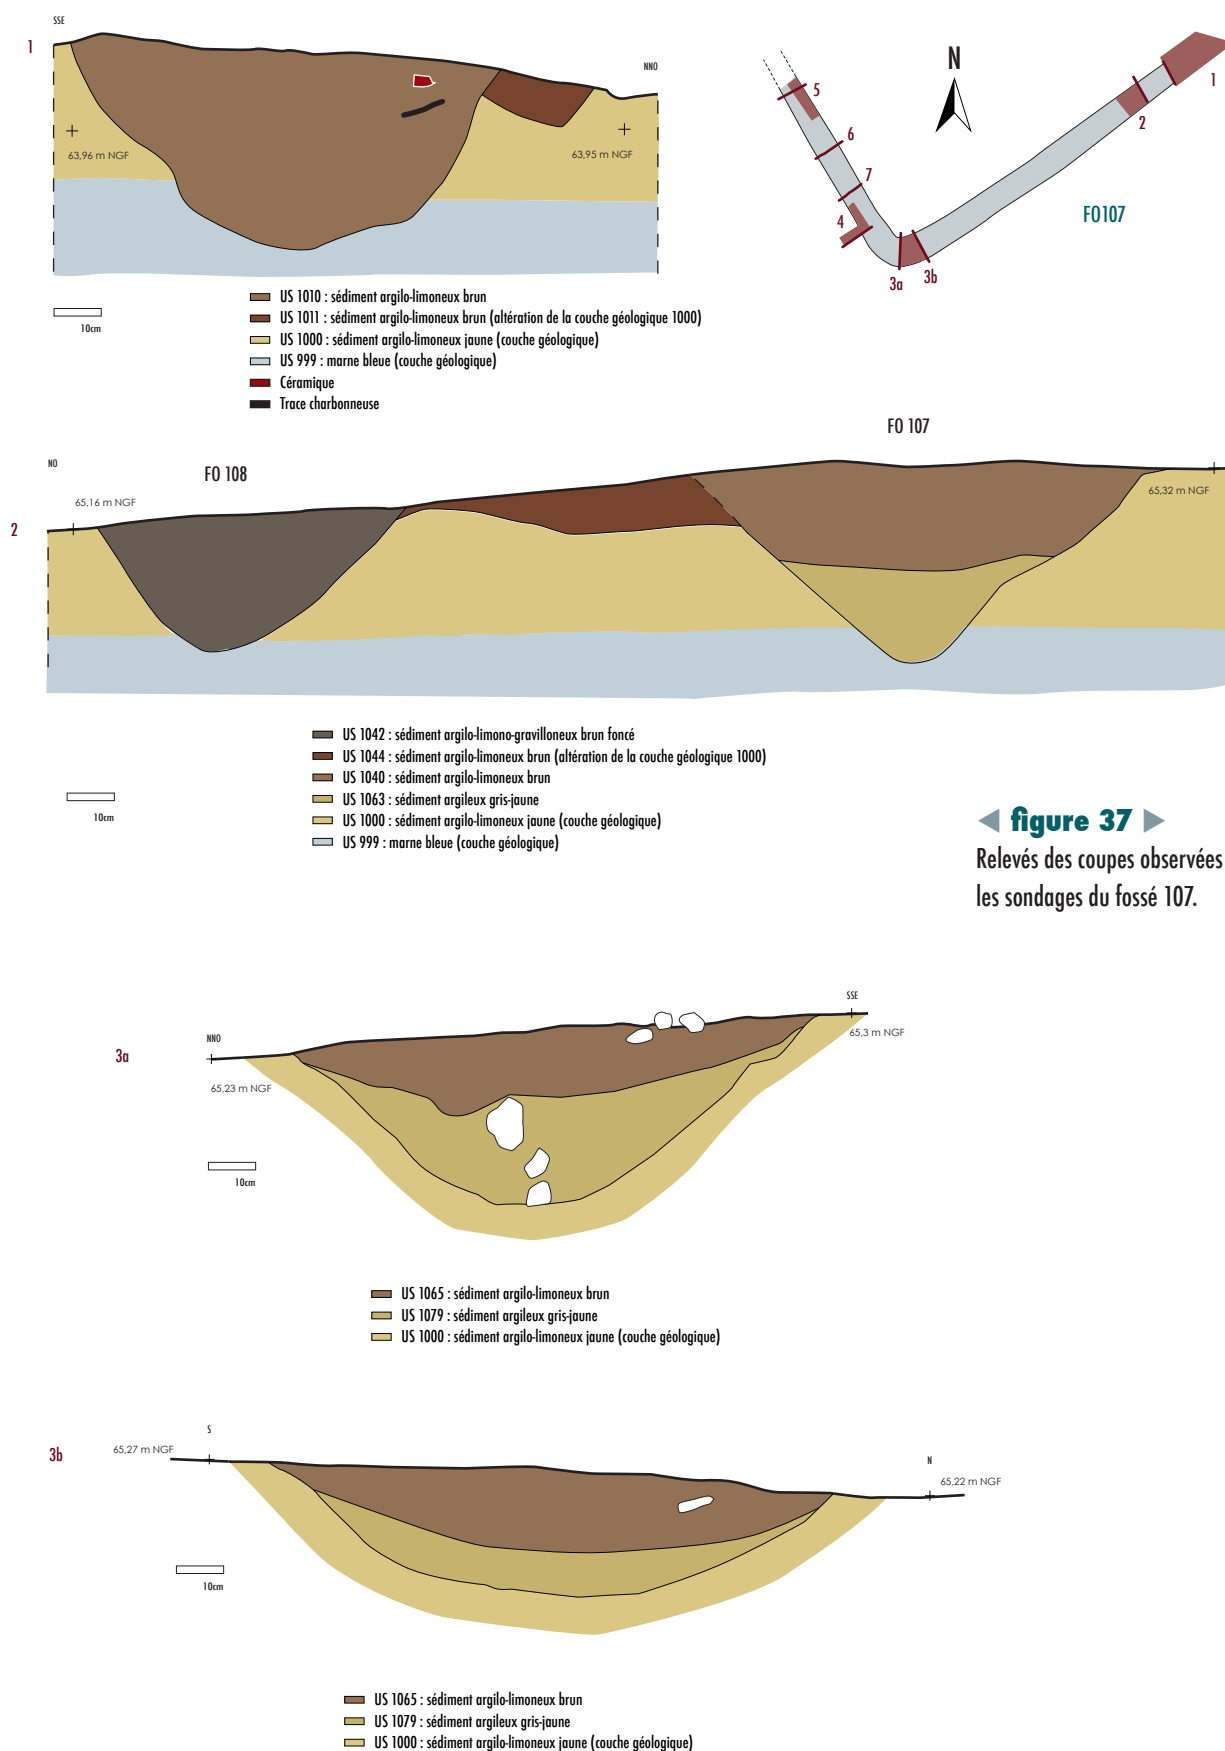 SSE
1
NNO
63,96 m NGF
63,95 m NGF
10cm
US 1010 : sédiment argilo-limoneux brun
US 1011 : sédiment argilo-limoneux brun (altération de la couche géologique 1000)
US 1000 : sédiment argilo-limoneux jaune (couche géologique)
US 999 : marne bleue (couche géologique)
Céramique
Trace charbonneuse
N
5
1
2
6
7
4
FO107
3a
3b
FO 107
NO
FO 108
65,16 m NGF
65,32 m NGF
2
10cm
US 1042 : sédiment argilo-limono-gravilloneux brun foncé
US 1044 : sédiment argilo-limoneux brun (altération de la couche géologique 1000)
US 1040 : sédiment argilo-limoneux brun
US 1063 : sédiment argileux gris-jaune
US 1000 : sédiment argilo-limoneux jaune (couche géologique)
US 999 : marne bleue (couche géologique)
figure 37
Relevés des coupes observées
les sondages du fossé 107.
SSE
NNO
3a
65,3 m NGF
65,23 m NGF
10cm
US 1065 : sédiment argilo-limoneux brun
US 1079 : sédiment argileux gris-jaune
US 1000 : sédiment argilo-limoneux jaune (couche géologique)
S
3b
65,27 m NGF
N
65,22 m NGF
10cm
US 1065 : sédiment argilo-limoneux brun
US 1079 : sédiment argileux gris-jaune
US 1000 : sédiment argilo-limoneux jaune (couche géologique)